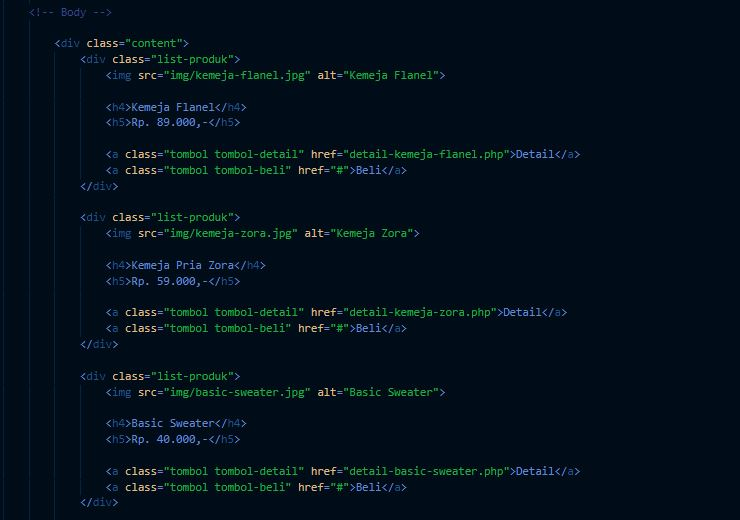 <!-- Body -->
<div class="content">
<div class="list-produk">
<img src="img/kemeja-flanel.jpg" alt="Kemeja Flanel">
<h4>Kemeja Flanel</h4>
<h5>Rp. 89.000,-</h5>
<a class="tombol tombol-detail" href="detail-kemeja-flanel.php">Detail</a>
<a class="tombol tombol-beli" href="#">Beli</a>
</div>
<div class="list-produk">
<img src="img/kemeja-zora.jpg" alt="Kemeja Zora">
<h4>Kemeja Pria Zora</h4>
<h5>Rp. 59.000,-</h5>
<a class="tombol tombol-detail" href="detail-kemeja-zora.php">Detail</a>
<a class="tombol tombol-beli" href="#">Beli</a>
</div>
<div class="list-produk">
<img src="img/basic-sweater.jpg" alt="Basic Sweater">
<h4>Basic Sweater</h4>
<h5>Rp. 40.000,-</h5>
<a class="tombol tombol-detail" href="detail-basic-sweater.php">Detail</a>
<a class="tombol tombol-beli" href="#">Beli</a>
</div>